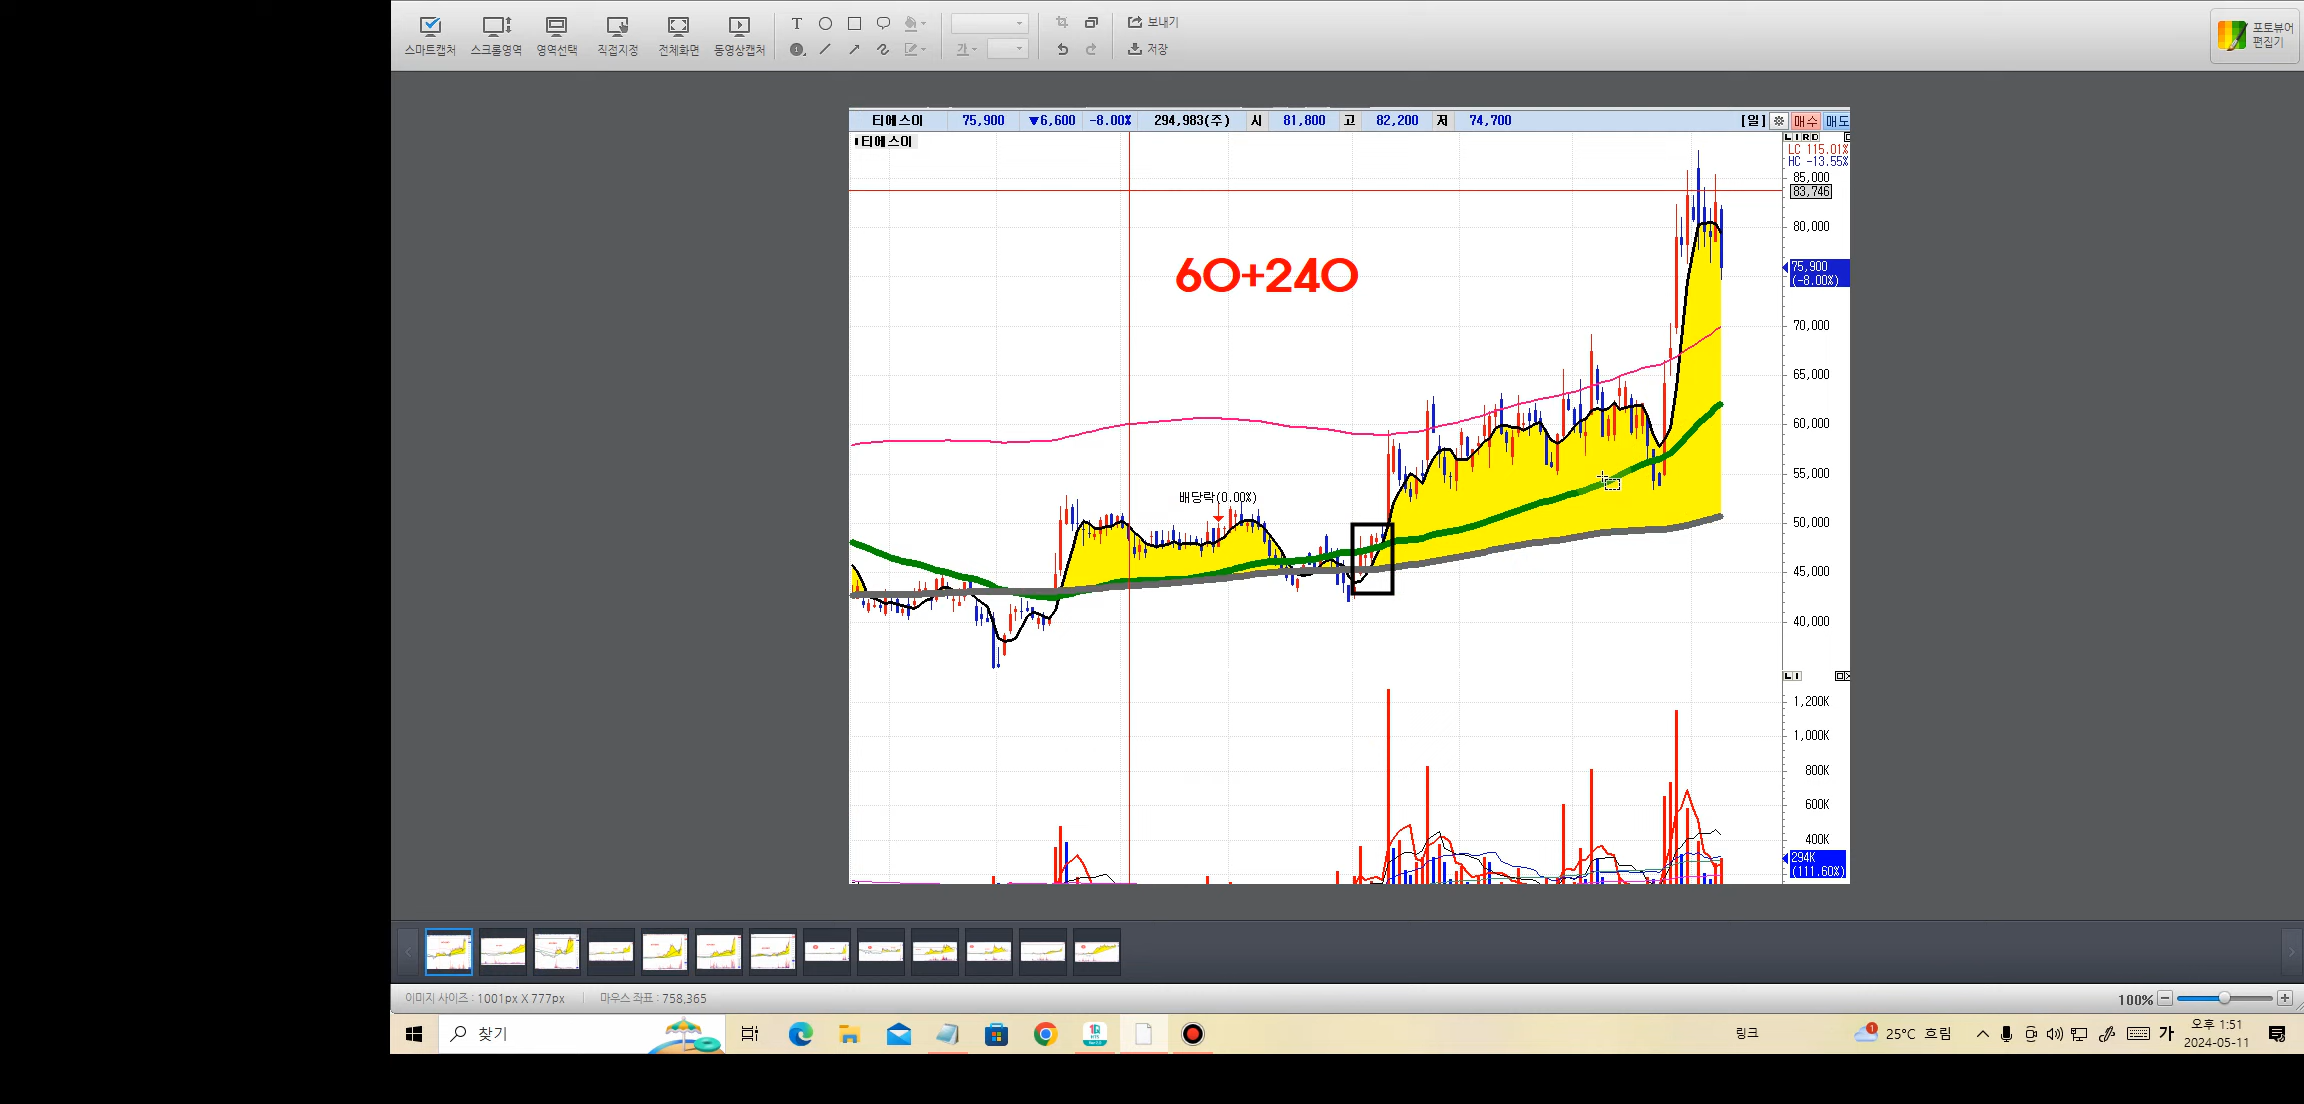 스마트캡처 스크롤영역 영역선택 직접지정 전체화면 동영상캡처
T
가
보내기
저장
포토뷰어
편집기
티에스이 75,900 ▼6,600 -8.00% 294,983(주) 시 81,800 고 82,200 저 74,700 [일] 매수 매도
티에스이
LC 115.01%
HC -13.55%
85,000
83,746
80,000
60+240
75,900
(-8.00%)
70,000
65,000
60,000
55,000
배당락(0.00%)
50,000
45,000
40,000
1,200K
1,000K
800K
600K
400K
294K
(111.60%)
이미지 사이즈 : 1001px X 777px 마우스 좌표 : 758,365
100%
찾기
링크
1
25°C 흐림
가
오후 1:51
2024-05-11